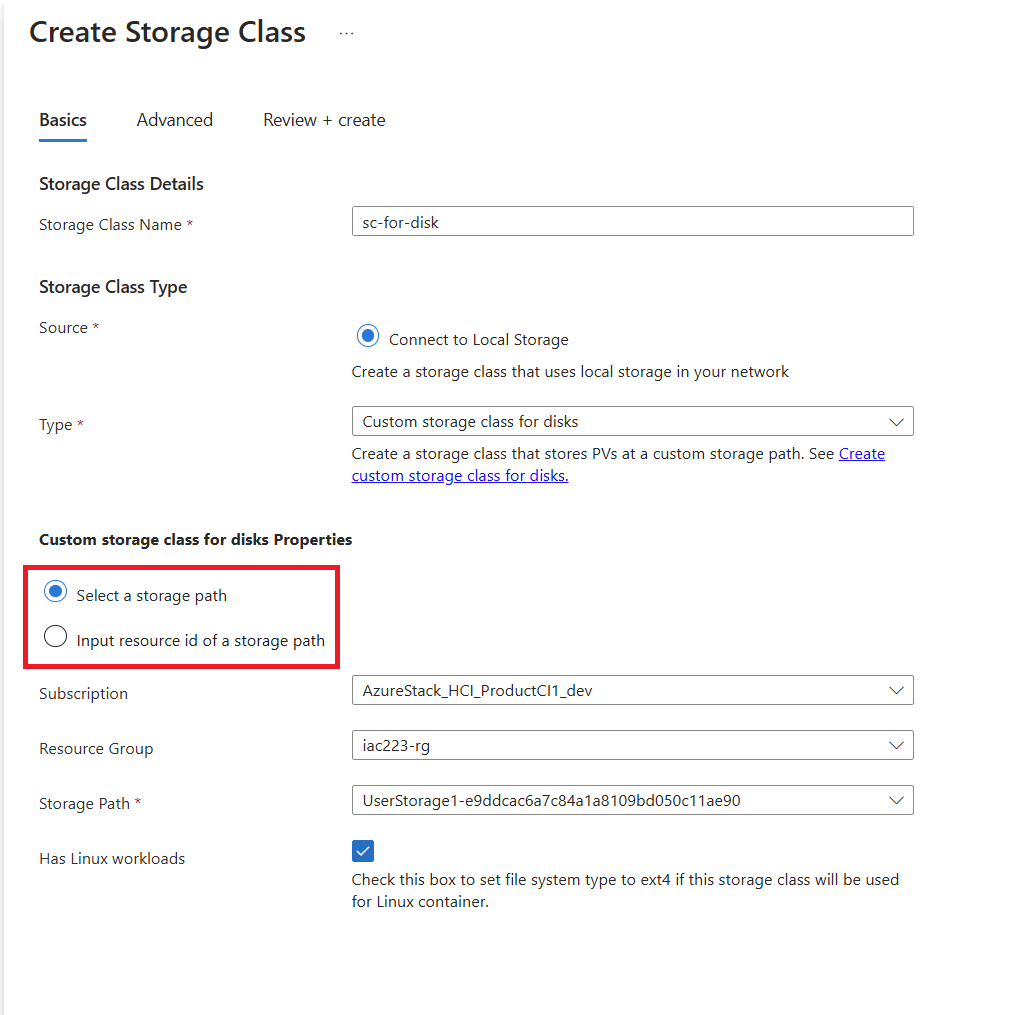 Create Storage Class ...
Basics Advanced Review + create
Storage Class Details
Storage Class Name * sc-for-disk
Storage Class Type
Source * Connect to Local Storage
Create a storage class that uses local storage in your network
Type * Custom storage class for disks
Create a storage class that stores PVs at a custom storage path. See Create
custom storage class for disks.
Custom storage class for disks Properties
Select a storage path
Input resource id of a storage path
Subscription AzureStack_HCI_ProductCI1_dev
Resource Group iac223-rg
Storage Path * UserStorage1-e9ddcac6a7c84a1a8109bd050c11ae90
Has Linux workloads
Check this box to set file system type to ext4 if this storage class will be used
for Linux container.